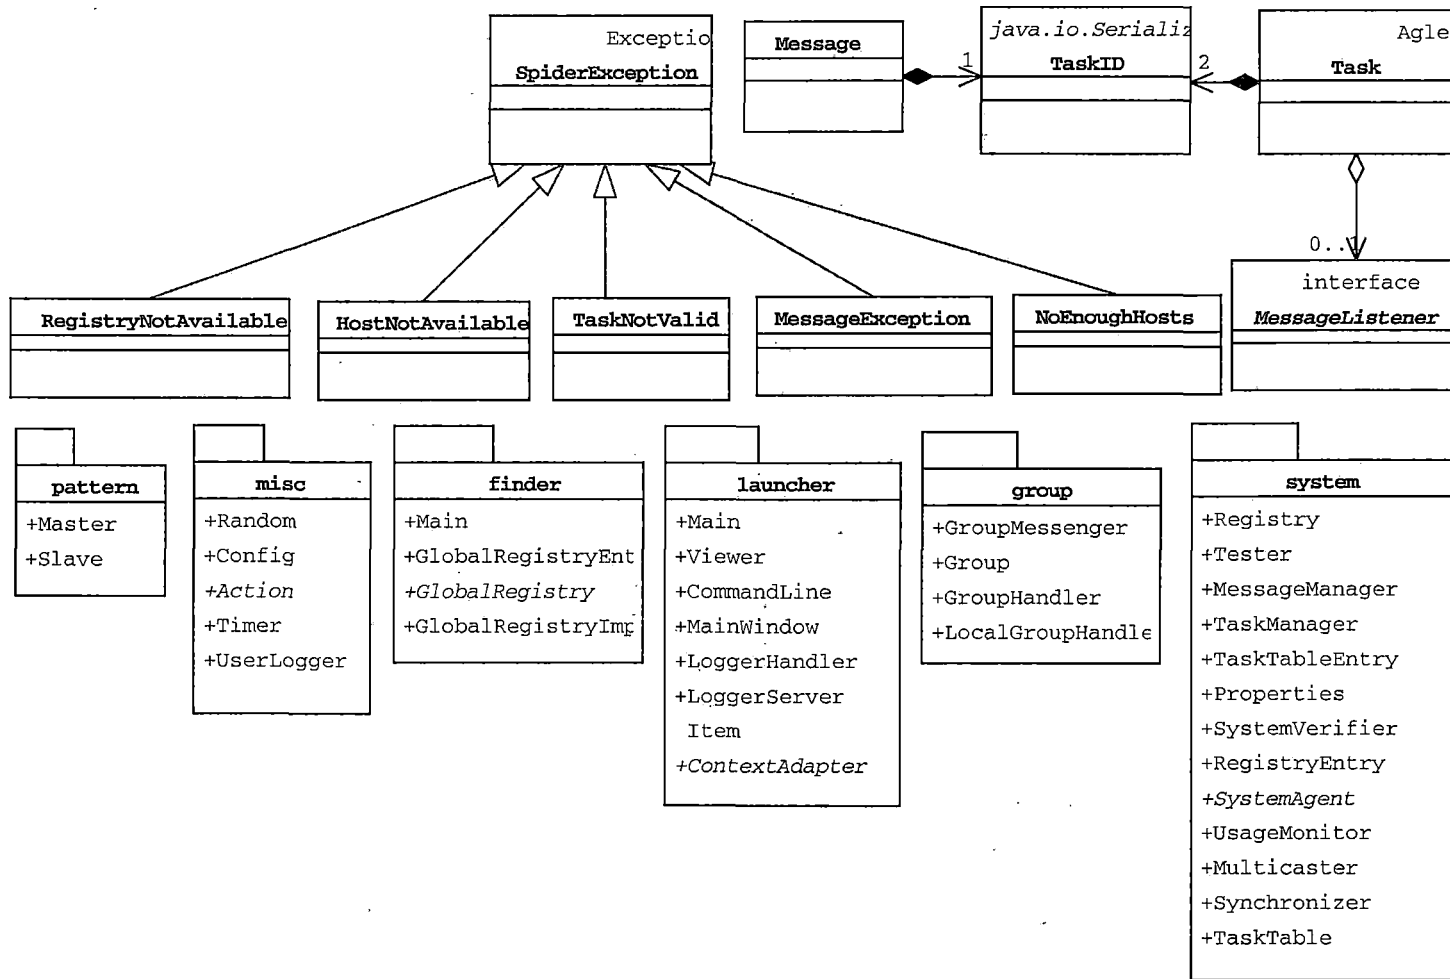 Exceptio
SpiderException
Message
java.io.Serializ
TaskID
Agle
Task
1
2
0..1
interface
MessageListener
RegistryNotAvailable
HostNotAvailable
TaskNotValid
MessageException
NoEnoughHosts
pattern
+Master
+Slave
misc
+Random
+Config
+Action
+Timer
+UserLogger
finder
+Main
+GlobalRegistryEnt
+GlobalRegistry
+GlobalRegistryImp
launcher
+Main
+Viewer
+CommandLine
+MainWindow
+LoggerHandler
+LoggerServer
Item
+ContextAdapter
group
+GroupMessenger
+Group
+GroupHandler
+LocalGroupHandle
system
+Registry
+Tester
+MessageManager
+TaskManager
+TaskTableEntry
+Properties
+SystemVerifier
+RegistryEntry
+SystemAgent
+UsageMonitor
+Multicaster
+Synchronizer
+TaskTable